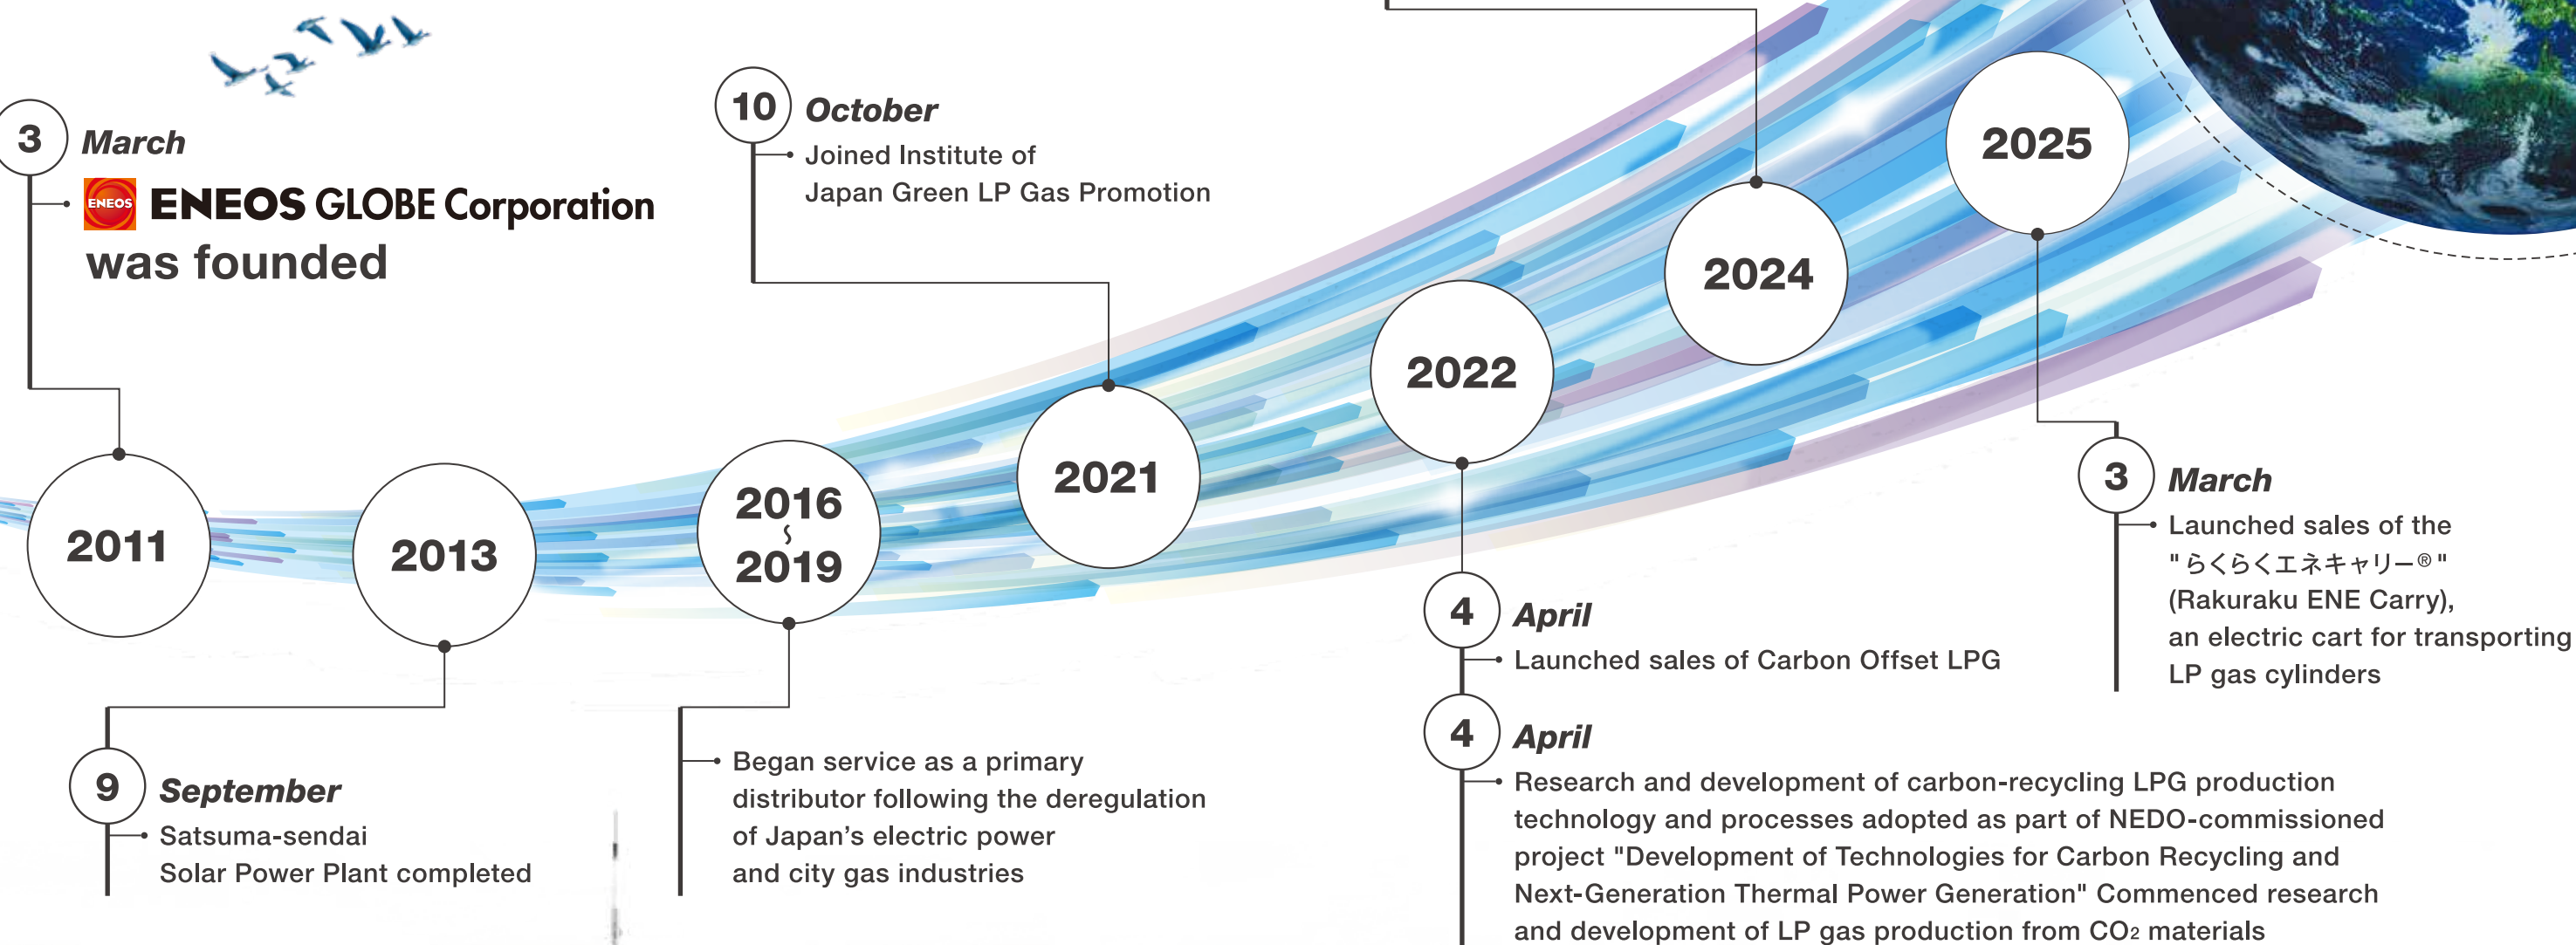 3 March
ENEOS
ENEOS GLOBE Corporation
was founded
2011
2013
9 September
Satsuma-sendai
Solar Power Plant completed
2016
~
2019
Began service as a primary
distributor following the deregulation
of Japan's electric power
and city gas industries
10 October
Joined Institute of
Japan Green LP Gas Promotion
2021
2022
4 April
Launched sales of Carbon Offset LPG
4 April
Research and development of carbon-recycling LPG production
technology and processes adopted as part of NEDO-commissioned
project "Development of Technologies for Carbon Recycling and
Next-Generation Thermal Power Generation" Commenced research
and development of LP gas production from CO2 materials
2024
2025
3 March
Launched sales of the
"らくらくエネキャリー®"
(Rakuraku ENE Carry),
an electric cart for transporting
LP gas cylinders